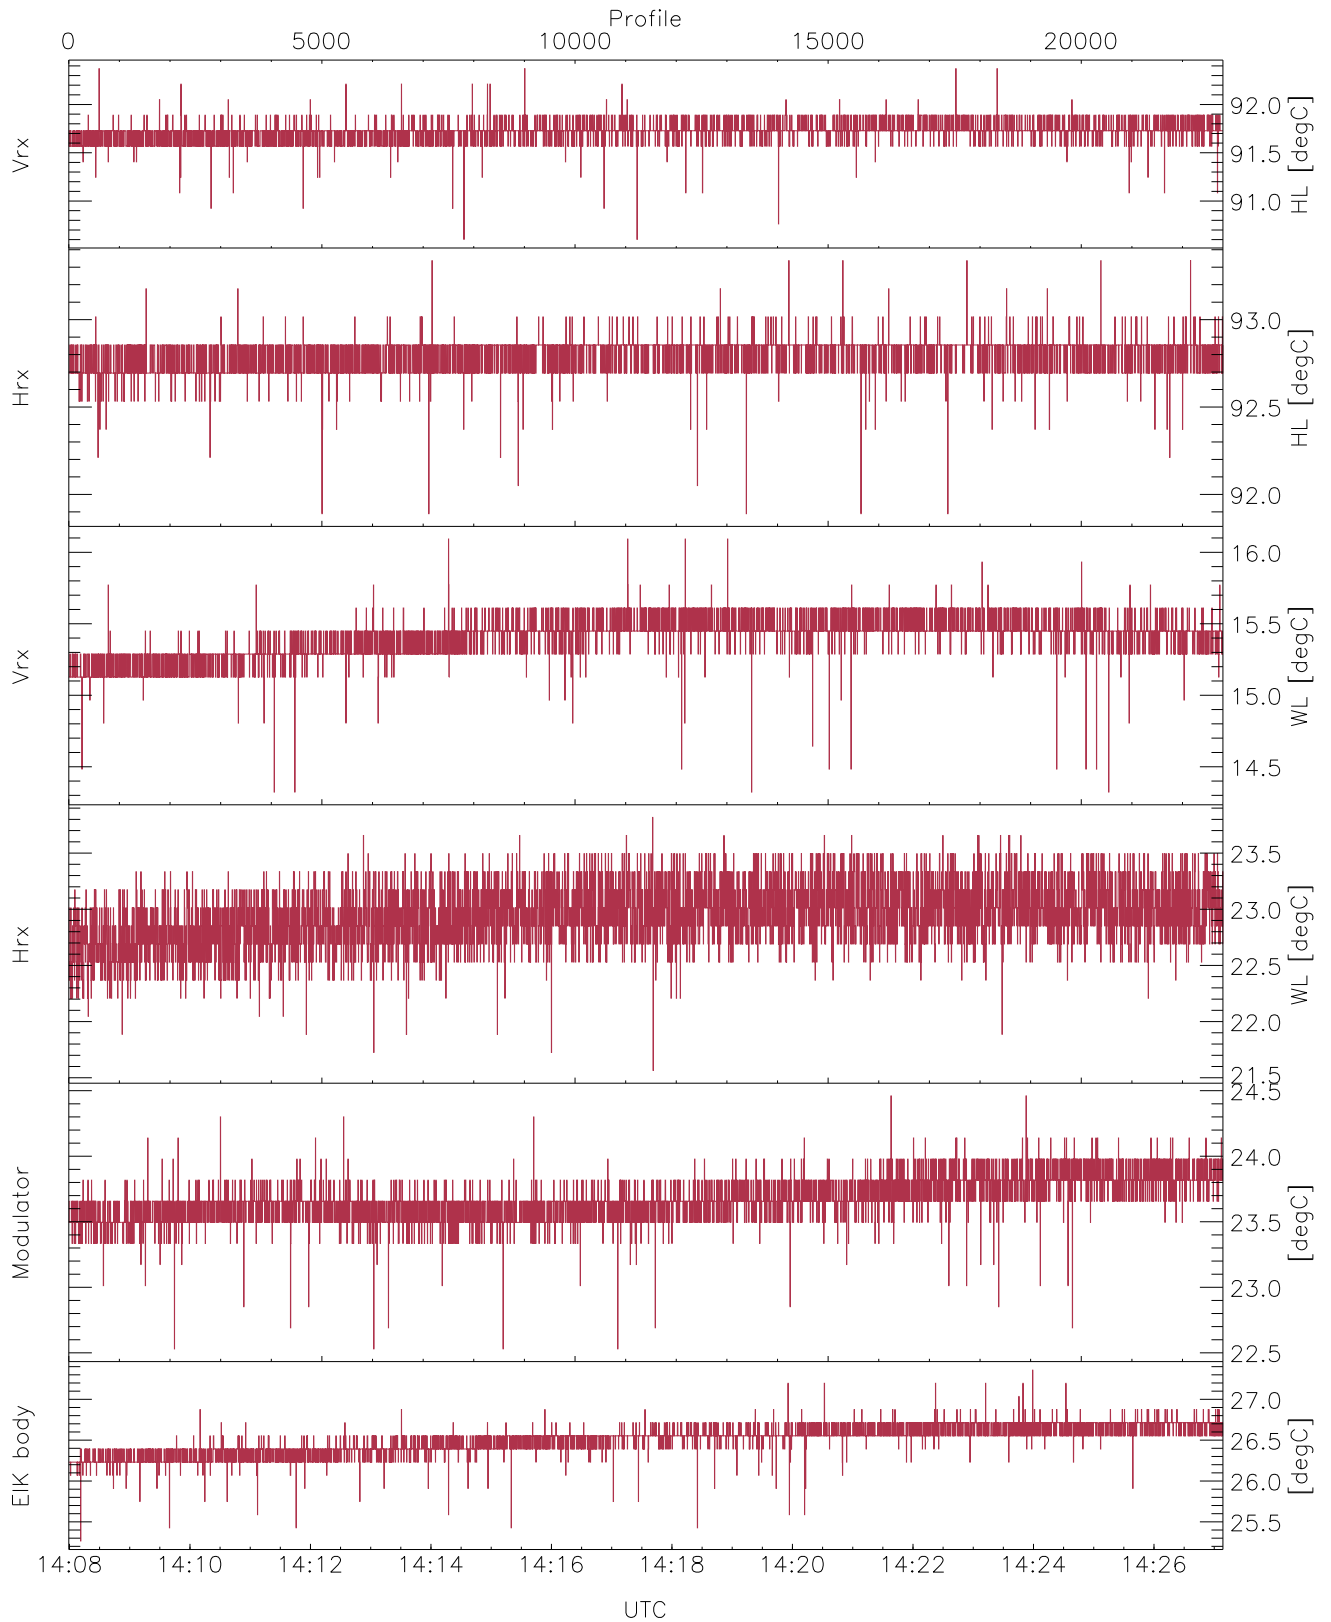 Profile
0 5000 10000 15000 20000
Vrx
92.0
91.5
91.0
HL [degC]
Hrx
93.0
92.5
92.0
HL [degC]
Vrx
16.0
15.5
15.0
14.5
WL [degC]
Hrx
23.5
23.0
22.5
22.0
21.5
WL [degC]
Modulator
24.5
24.0
23.5
23.0
22.5
[degC]
EIK body
27.0
26.5
26.0
25.5
[degC]
14:08 14:10 14:12 14:14 14:16 14:18 14:20 14:22 14:24 14:26
UTC